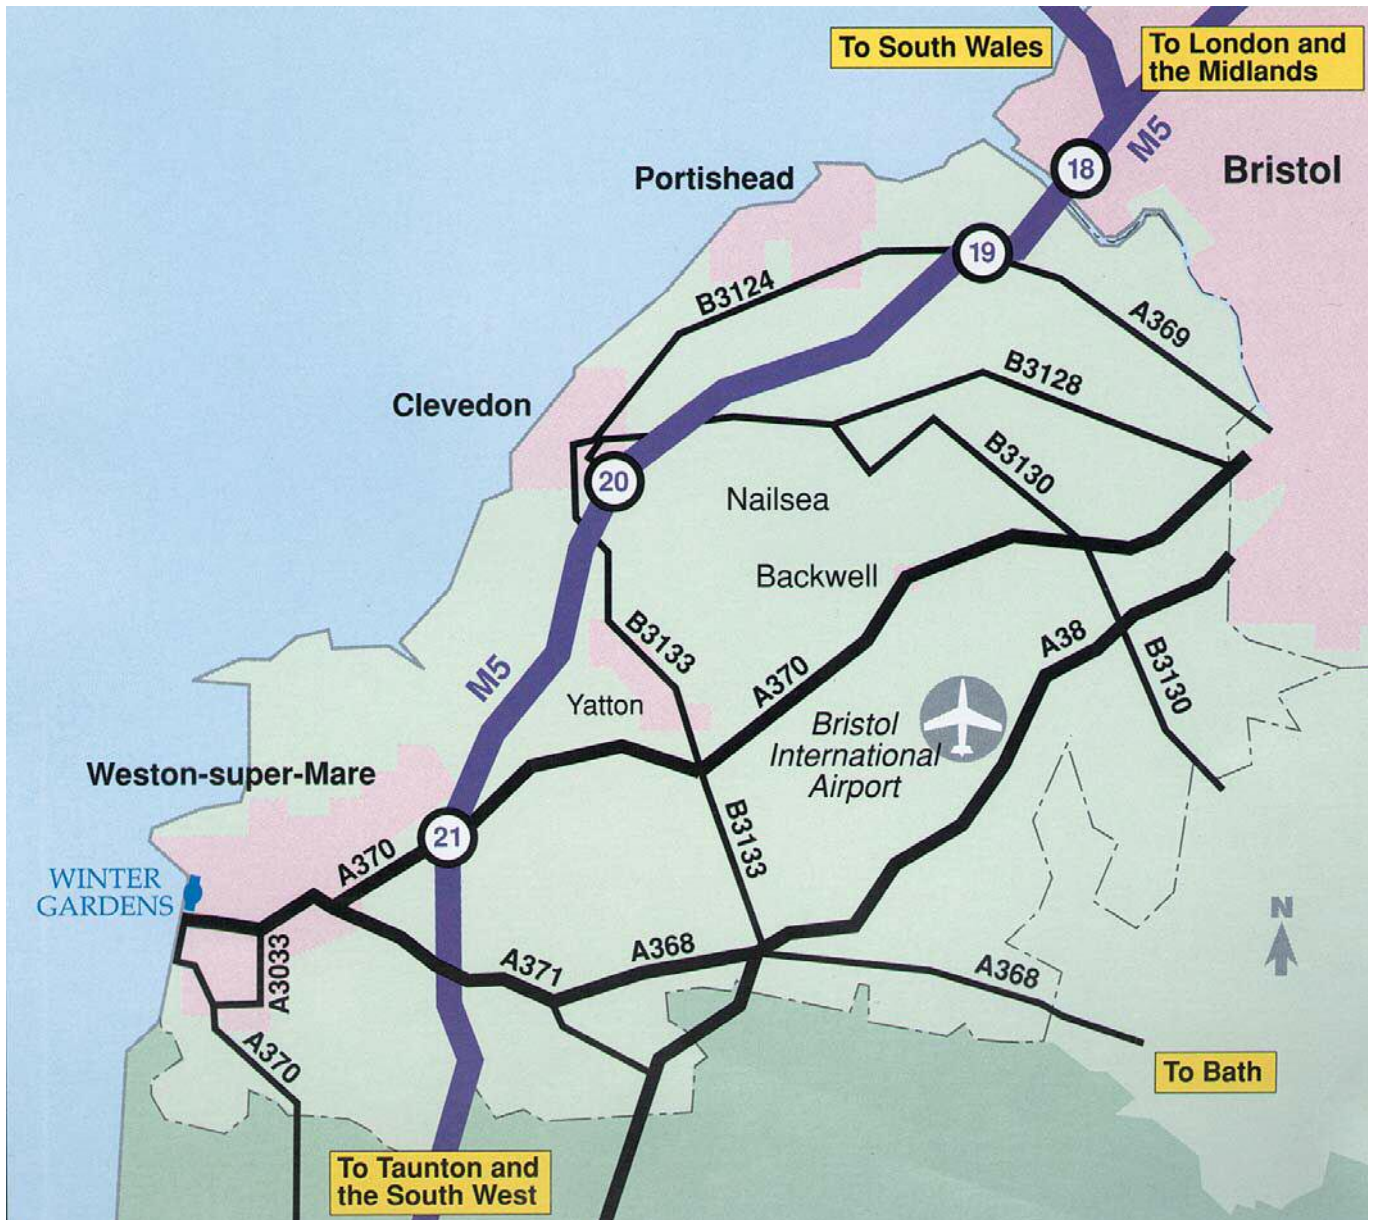 To South Wales
To London and
the Midlands
M5
18
Bristol
Portishead
19
B3124
A369
B3128
Clevedon
B3130
20
Nailsea
Backwell
B3133
A38
M5
A370
B3130
Yatton
Bristol
International
Airport
Weston-super-Mare
21
B3133
A370
WINTER
GARDENS
N
A3033
A371
A368
A368
A370
To Bath
To Taunton and
the South West